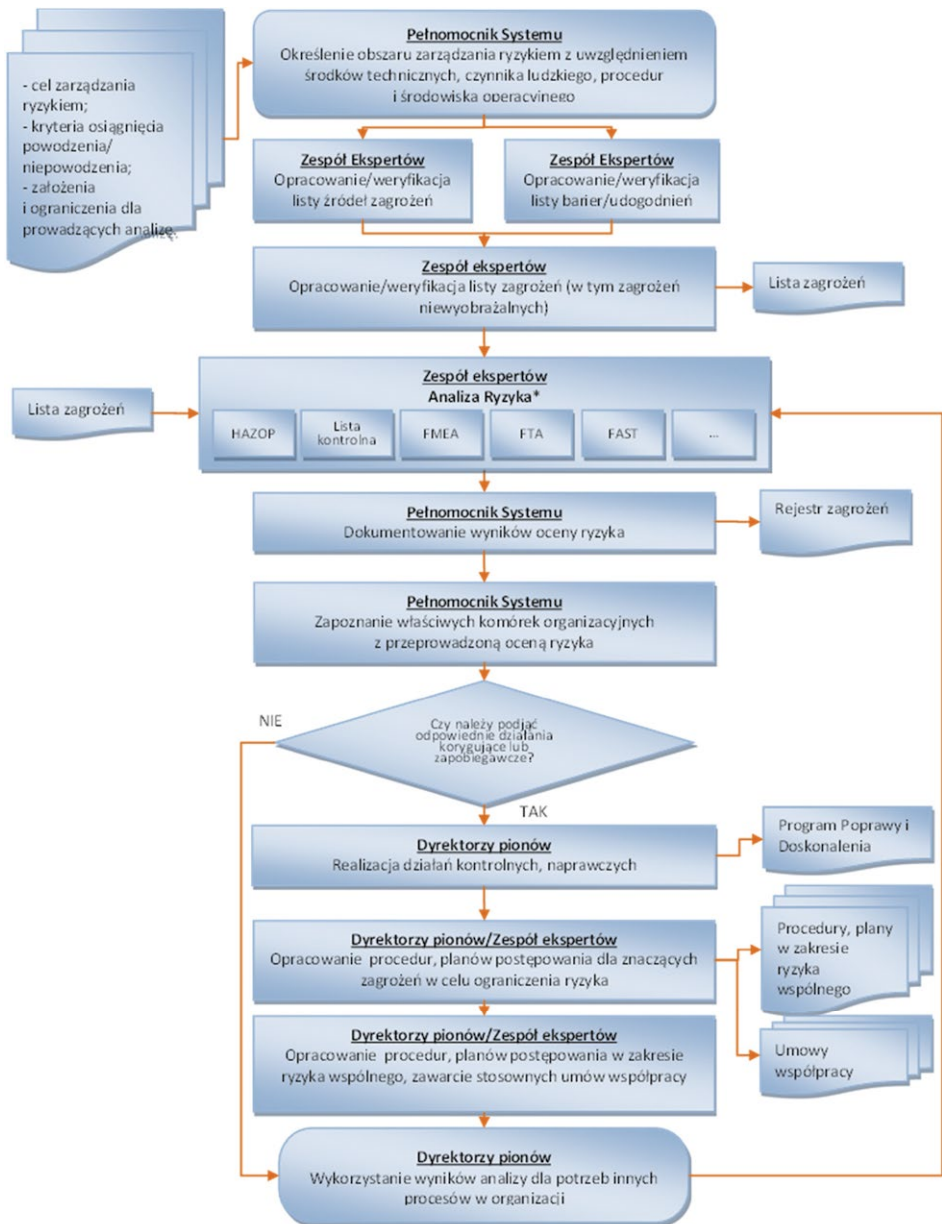 - cel zarządzania
ryzykiem;
- kryteria osiągnięcia
powodzenia/
niepowodzenia;
- założenia
i ograniczenia dla
prowadzących analizę.
Pełnomocnik Systemu
Określenie obszaru zarządzania ryzykiem z uwzględnieniem
środków technicznych, czynnika ludzkiego, procedur
i środowiska operacyjnego
Zespół Ekspertów
Opracowanie/weryfikacja
listy źródeł zagrożeń
Zespół Ekspertów
Opracowanie/weryfikacja
listy barier/udogodnień
Zespół ekspertów
Opracowanie/weryfikacja listy zagrożeń (w tym zagrożeń
niewyobrażalnych)
Lista zagrożeń
Lista zagrożeń
Zespół ekspertów
Analiza Ryzyka*
HAZOP
Lista
kontrolna
FMEA
FTA
FAST
...
Pełnomocnik Systemu
Dokumentowanie wyników oceny ryzyka
Rejestr zagrożeń
Pełnomocnik Systemu
Zapoznanie właściwych komórek organizacyjnych
z przeprowadzoną oceną ryzyka
NIE
Czy należy podjąć
odpowiednie działania
korygujące lub
zapobiegawcze?
TAK
Dyrektorzy pionów
Realizacja działań kontrolnych, naprawczych
Program Poprawy i
Doskonalenia
Dyrektorzy pionów/Zespół ekspertów
Opracowanie procedur, planów postępowania dla znaczących
zagrożeń w celu ograniczenia ryzyka
Procedury, plany
w zakresie
ryzyka
wspólnego
Dyrektorzy pionów/Zespół ekspertów
Opracowanie procedur, planów postępowania w zakresie
ryzyka wspólnego, zawarcie stosownych umów współpracy
Umowy
współpracy
Dyrektorzy pionów
Wykorzystanie wyników analizy dla potrzeb innych
procesów w organizacji